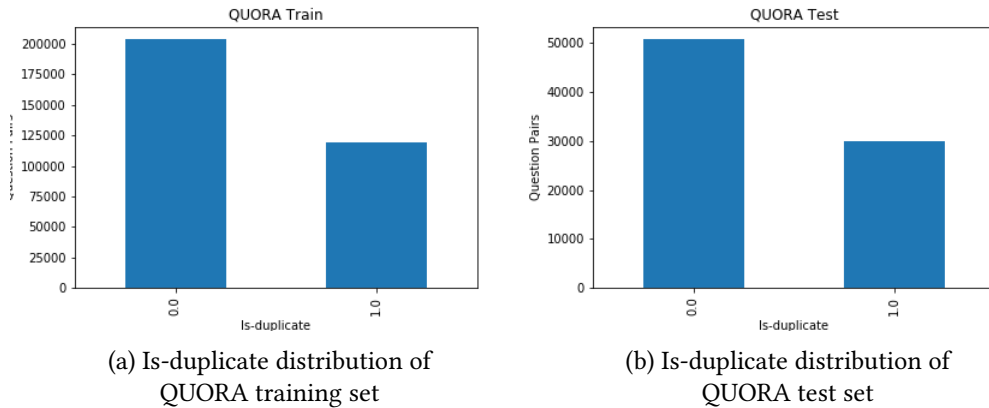 QUORA Train
200000
175000
150000
125000
100000
75000
50000
25000
0
0.0
1.0
Is-duplicate
(a) Is-duplicate distribution of
QUORA training set
QUORA Test
Question Pairs
50000
40000
30000
20000
10000
0
0.0
1.0
Is-duplicate
(b) Is-duplicate distribution of
QUORA test set